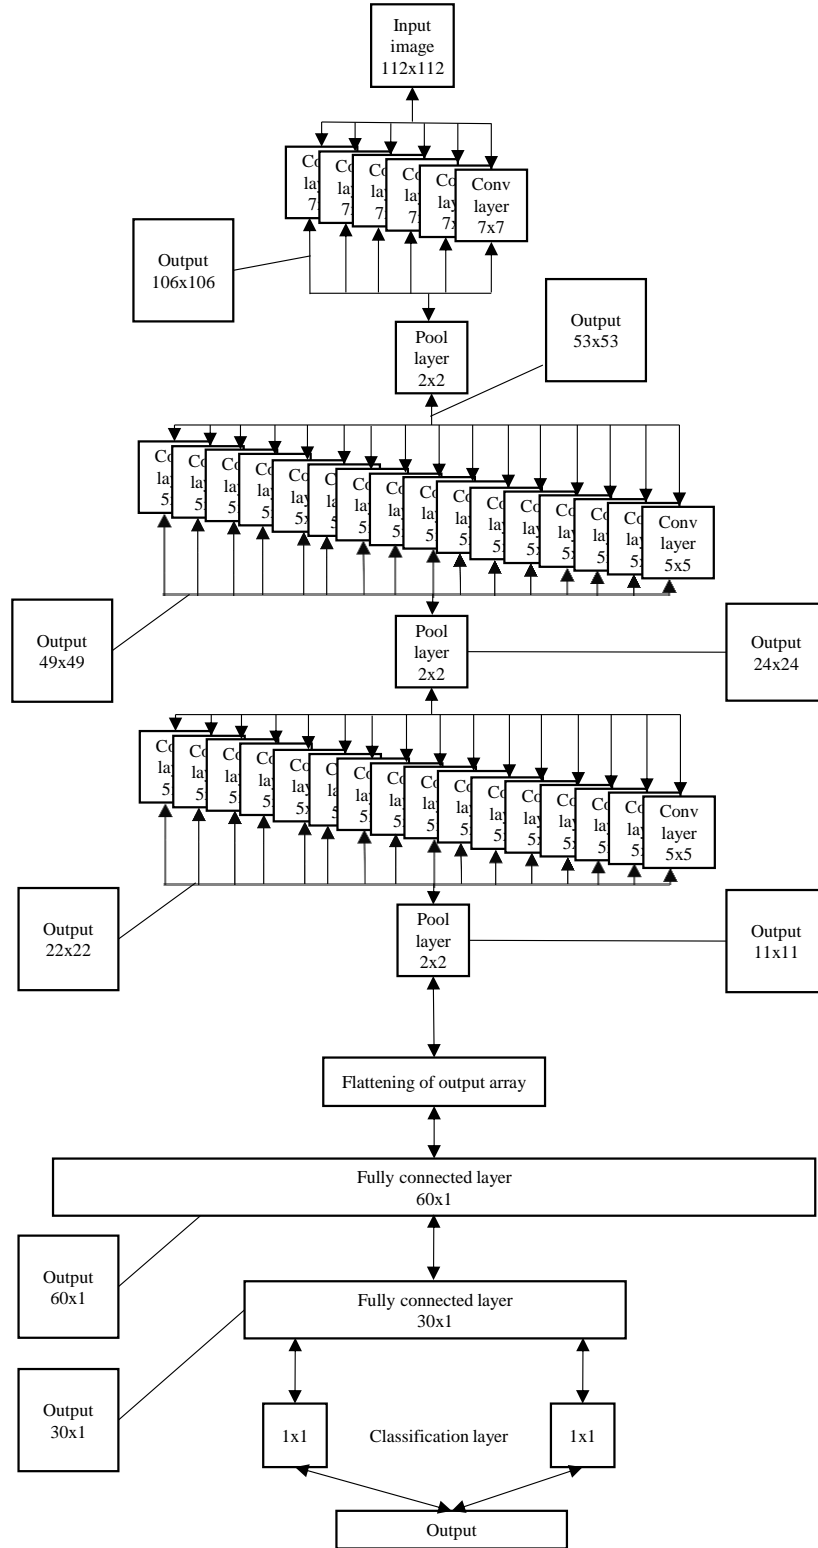 Input
image
112x112
Conv
layer
7x7
Output
106x106
Output
53x53
Pool
layer
2x2
Conv
layer
5x5
Output
49x49
Pool
layer
2x2
Output
24x24
Conv
layer
5x5
Output
22x22
Pool
layer
2x2
Output
11x11
Flattening of output array
Fully connected layer
60x1
Output
60x1
Fully connected layer
30x1
Output
30x1
1x1
Classification layer
1x1
Output